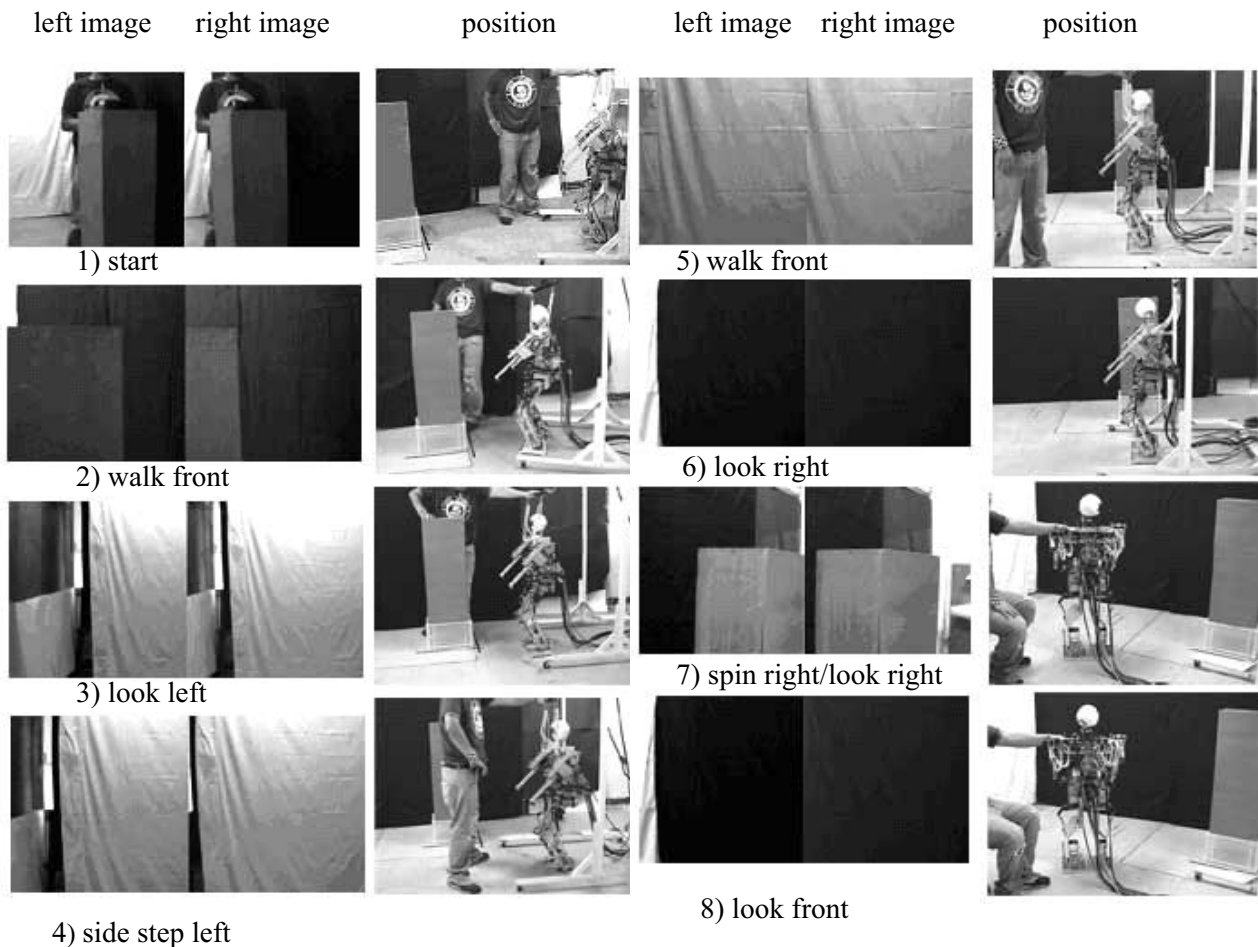 left image right image position left image right image position
1) start
5) walk front
2) walk front
6) look right
3) look left
7) spin right/look right
4) side step left
8) look front